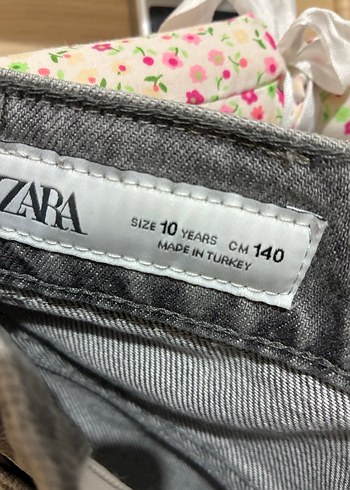 ZARA
SIZE 10 YEARS CM 140
MADE IN TURKEY